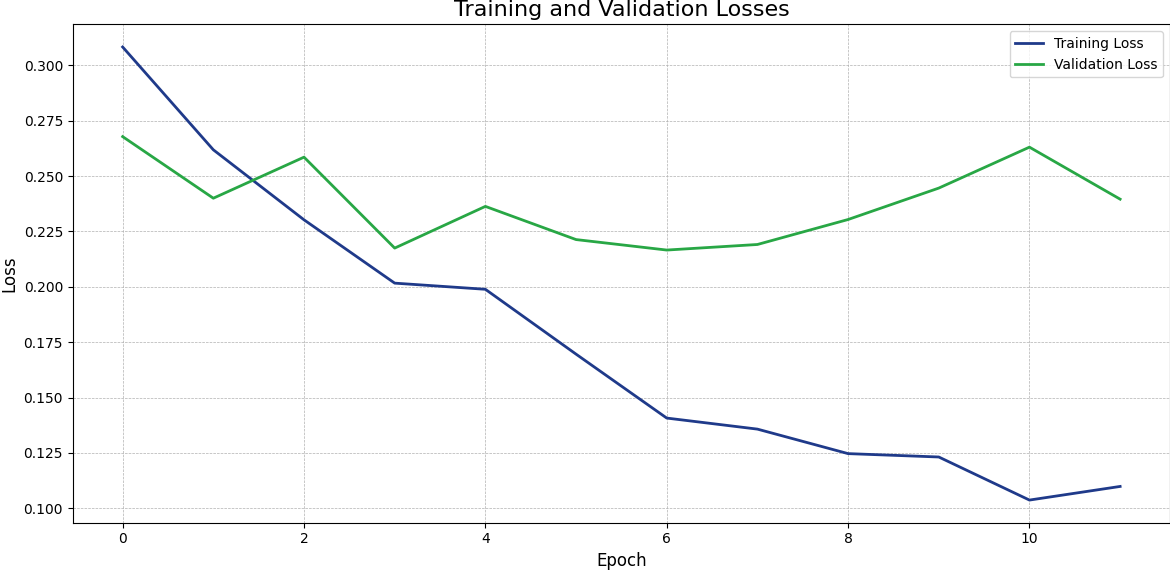 Training and Validation Losses
Training Loss
Validation Loss
0.300
0.275
0.250
0.225
0.200
0.175
0.150
0.125
0.100
Loss
0 2 4 6 8 10
Epoch